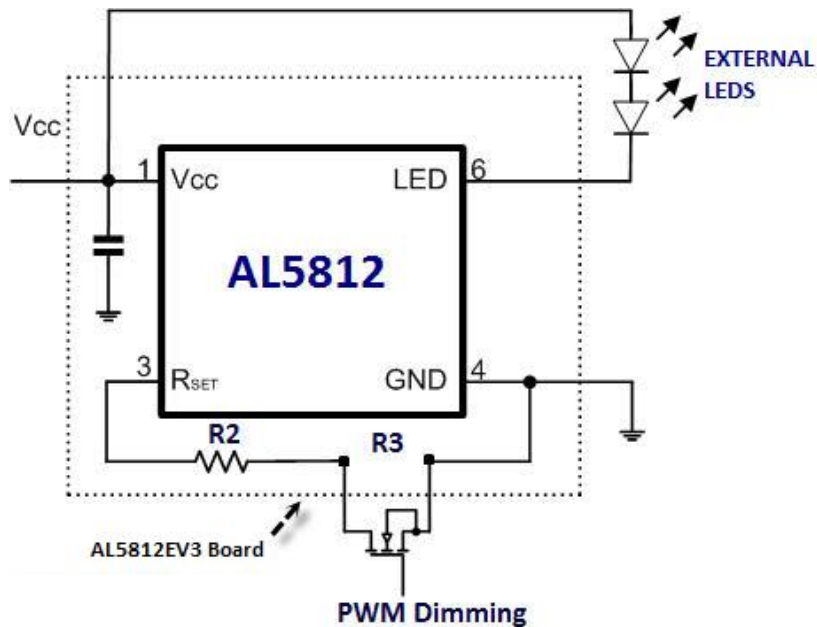 EXTERNAL
LEDS
Vcc
1
Vcc
LED
6
AL5812
3
RSET
GND
4
R2
R3
AL5812EV3 Board
PWM Dimming